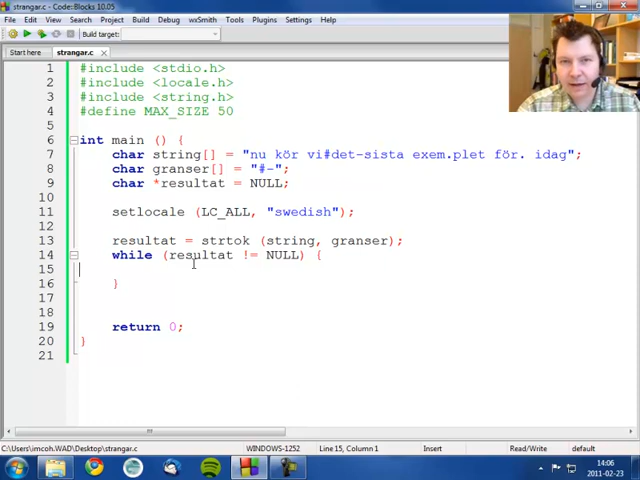 strangar.c - Code::Blocks 10.05
File Edit View Search Project Build Debug wxSmith Tools Plugins Settings Help
Build target:
Start here strangar.c
1 #include <stdio.h>
2 #include <locale.h>
3 #include <string.h>
4 #define MAX_SIZE 50
5
6 int main () {
7 char string[] = "nu kör vi#det-sista exem.plet för. idag";
8 char granser[] = "#-";
9 char *resultat = NULL;
10
11 setlocale (LC_ALL, "swedish");
12
13 resultat = strtok (string, granser);
14 while (resultat != NULL) {
15
16 }
17
18
19 return 0;
20 }
21
C:\Users\imcoh.WAD\Desktop\strangar.c WINDOWS-1252 Line 15, Column 1 Insert Read/Write default
14:06
2011-02-23